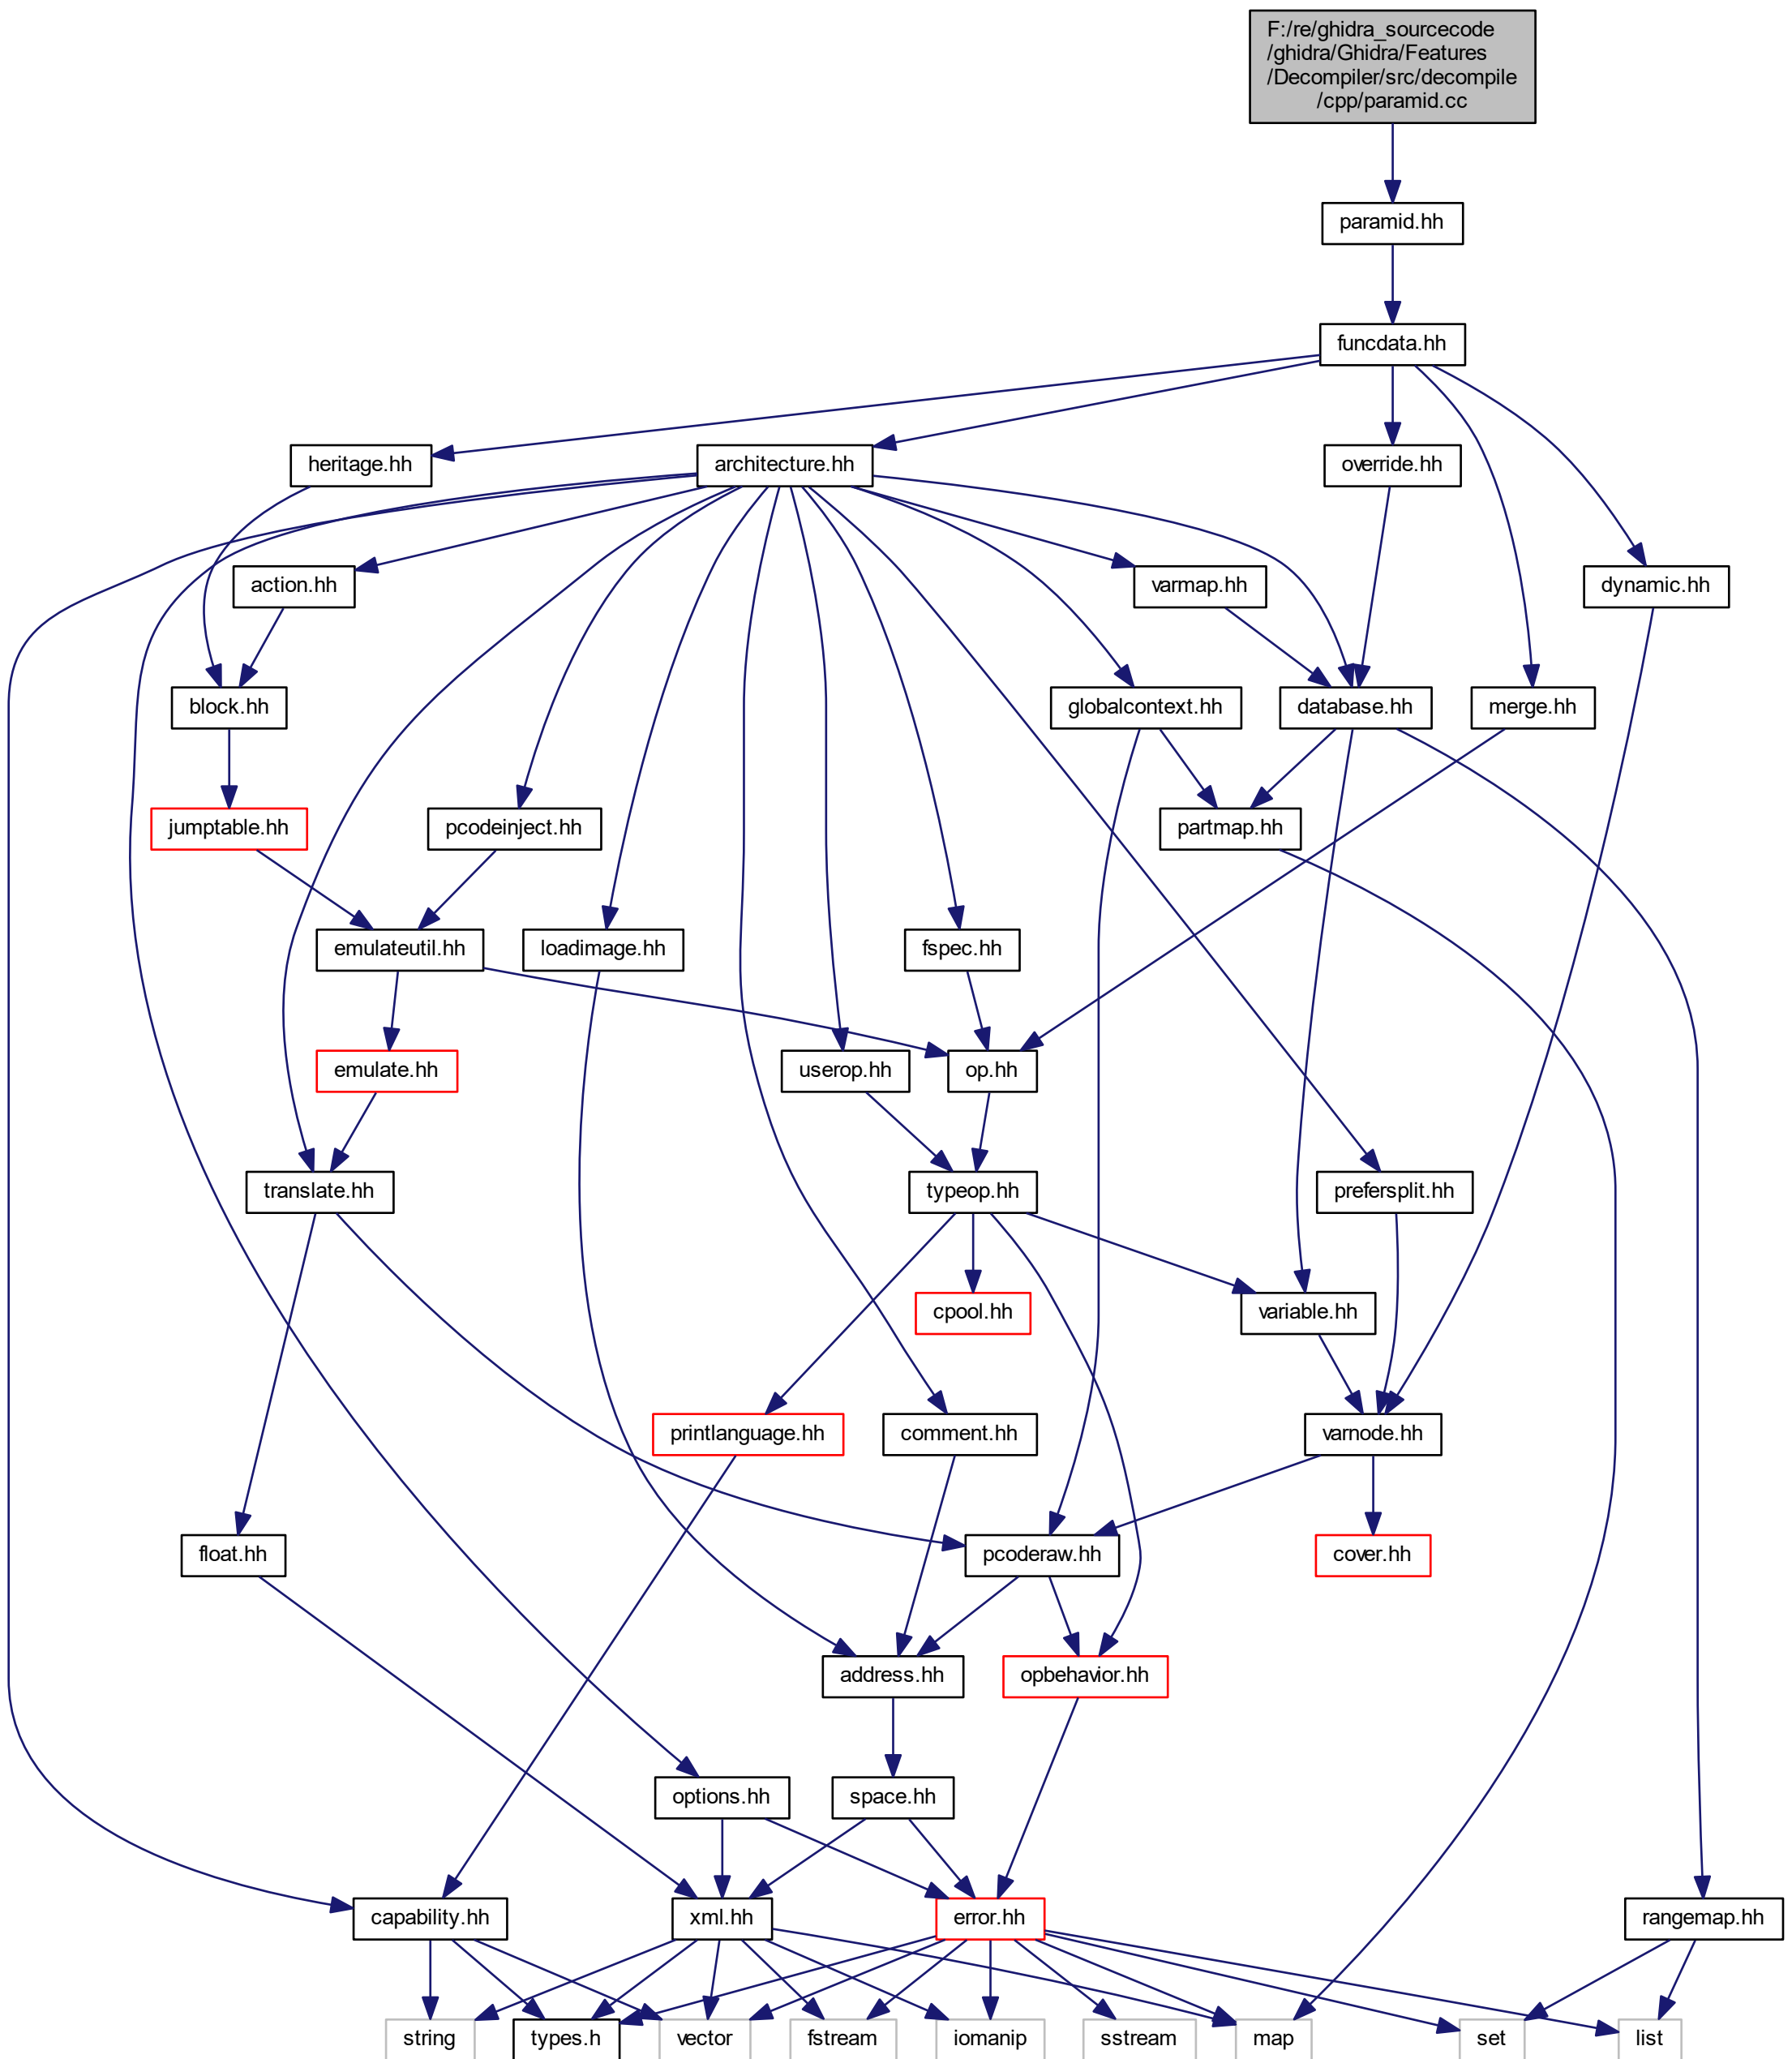 F:/re/ghidra_sourcecode
/ghidra/Ghidra/Features
/Decompiler/src/decompile
/cpp/paramid.cc
paramid.hh
funcdata.hh
heritage.hh
architecture.hh
override.hh
action.hh
varmap.hh
dynamic.hh
block.hh
globalcontext.hh
database.hh
merge.hh
jumptable.hh
pcodeinject.hh
partmap.hh
emulateutil.hh
loadimage.hh
fspec.hh
emulate.hh
userop.hh
op.hh
translate.hh
typeop.hh
prefersplit.hh
cpool.hh
variable.hh
printlanguage.hh
comment.hh
varnode.hh
float.hh
pcoderaw.hh
cover.hh
address.hh
opbehavior.hh
options.hh
space.hh
capability.hh
xml.hh
error.hh
rangemap.hh
string
types.h
vector
fstream
iomanip
sstream
map
set
list